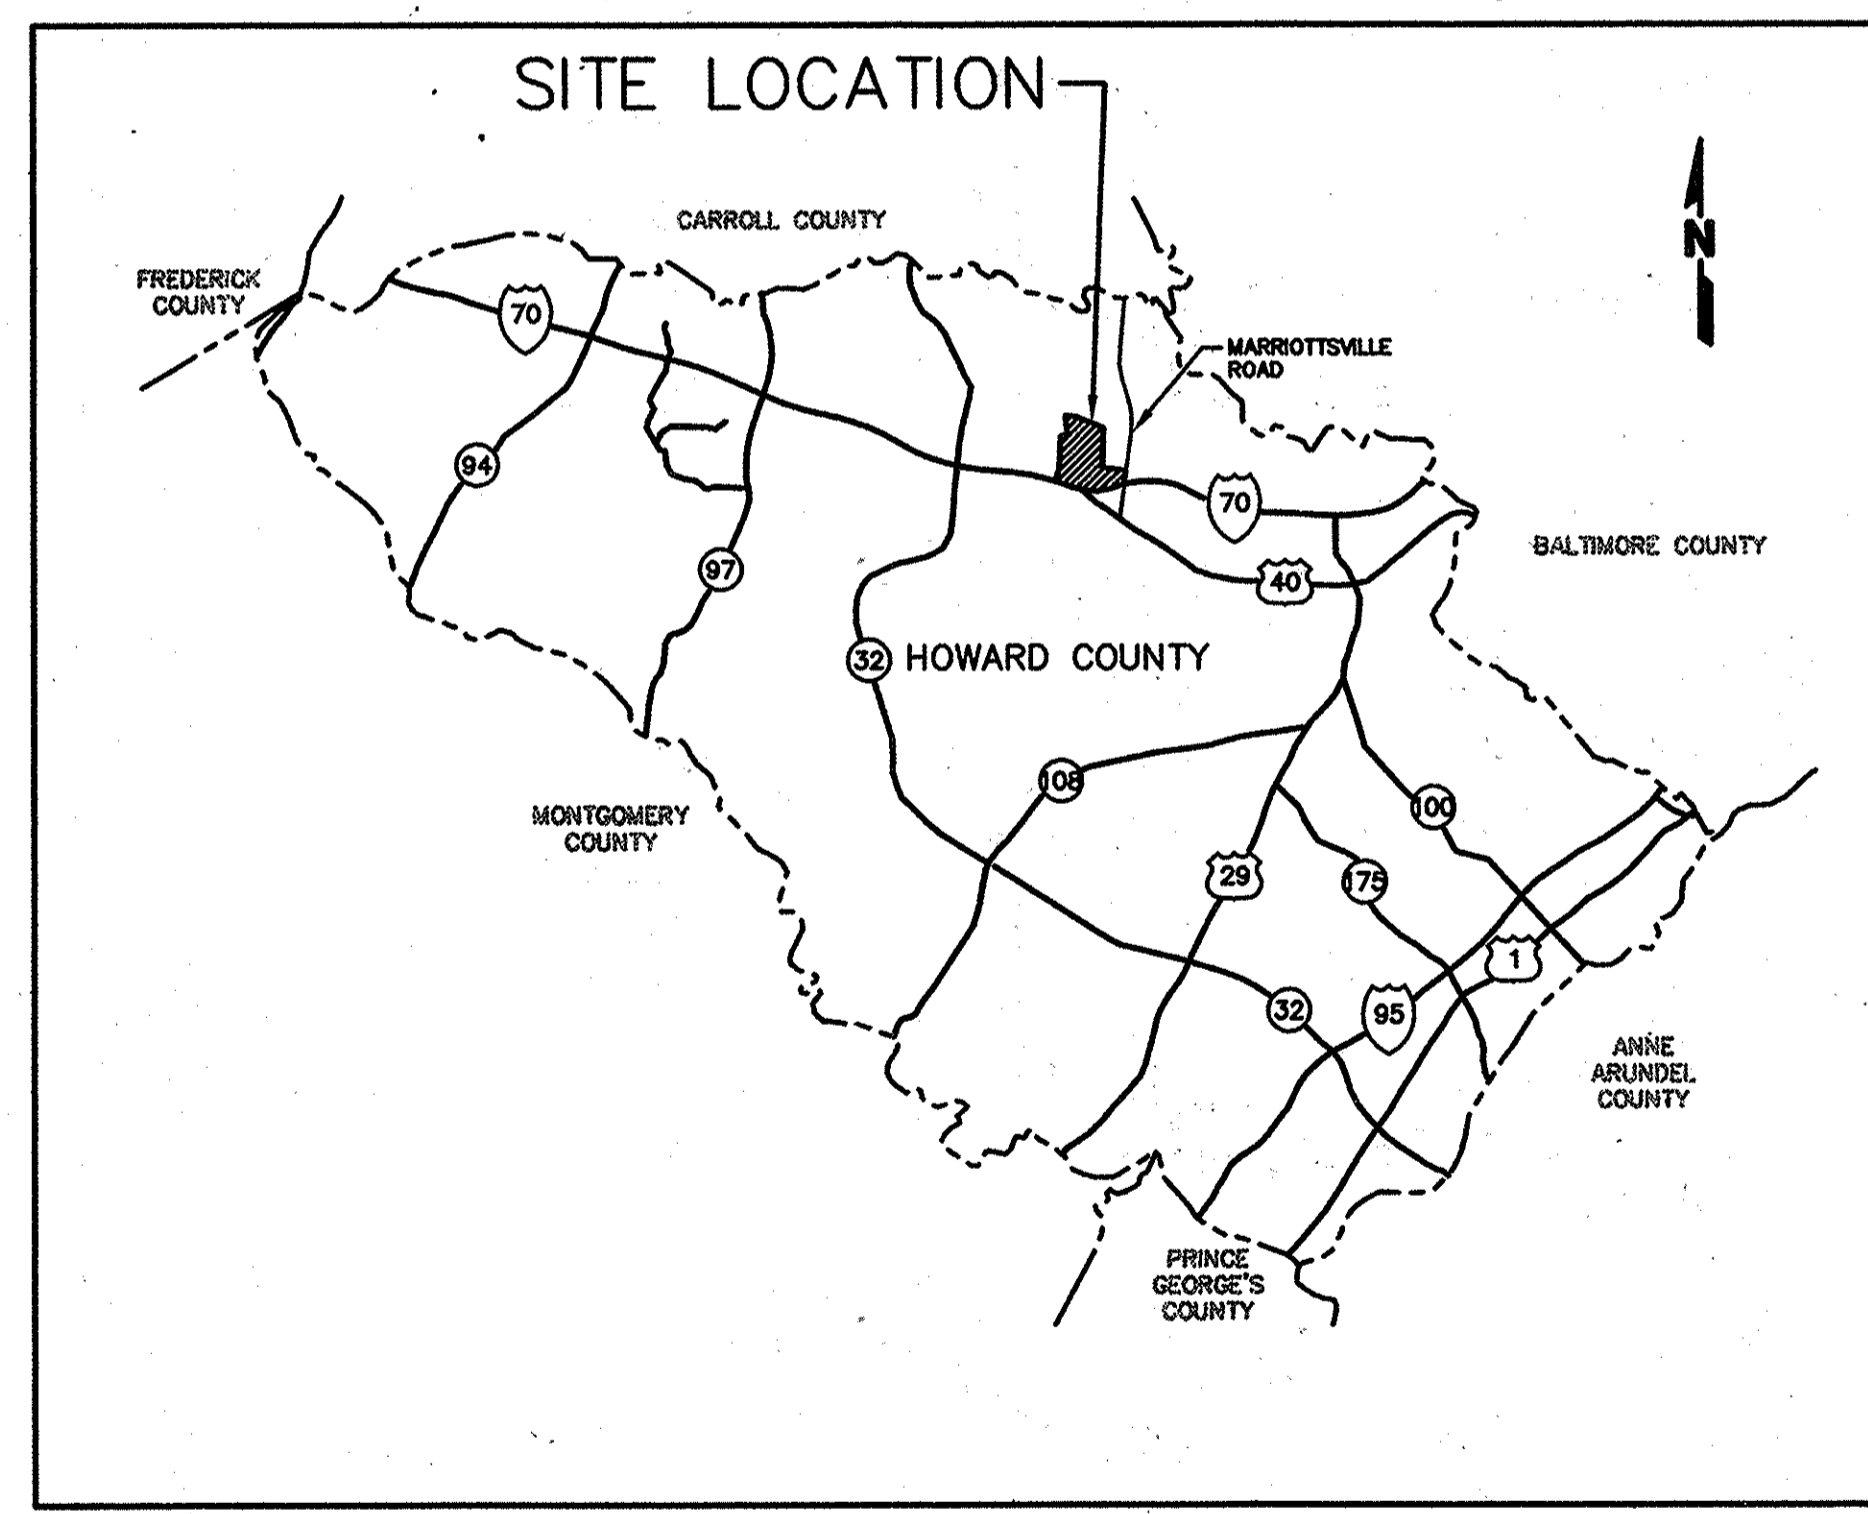 SITE LOCATION
CARROLL COUNTY
FREDERICK
COUNTY
N
70
MARRIOTTSVILLE
ROAD
94
70
BALTIMORE COUNTY
97
40
32
HOWARD COUNTY
108
100
MONTGOMERY
COUNTY
29
175
1
32
95
ANNE
ARUNDEL
COUNTY
PRINCE
GEORGE'S
COUNTY